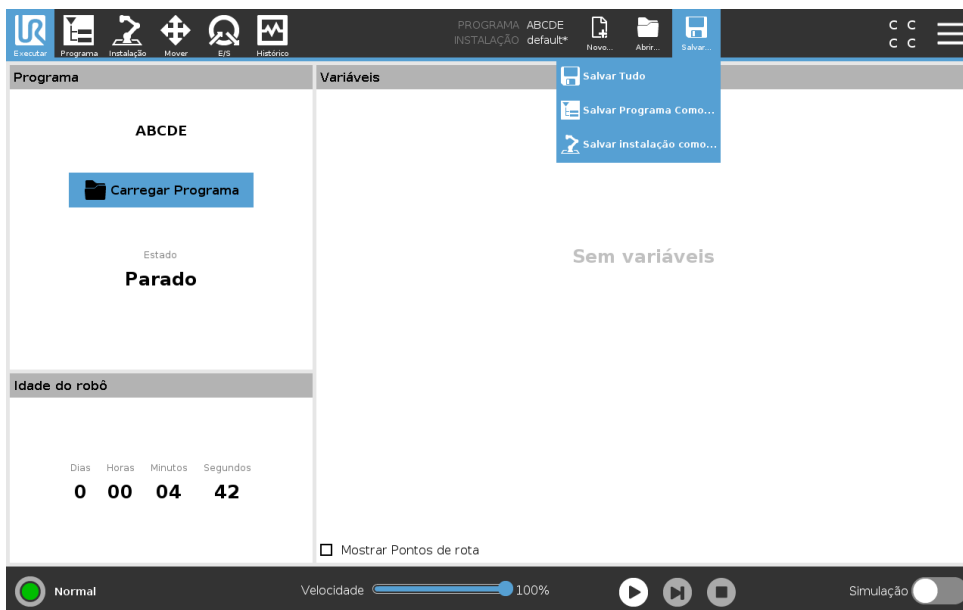 UR
Executar
Programa
Instalação
Mover
E/S
Histórico
PROGRAMA ABCDE
INSTALAÇÃO default*
Novo...
Abrir...
Salvar...
C C
C C
Salvar Tudo
Salvar Programa Como...
Salvar instalação como...
Programa
ABCDE
Carregar Programa
Estado
Parado
Variáveis
Sem variáveis
Idade do robô
Dias Horas Minutos Segundos
0 00 04 42
Mostrar Pontos de rota
Normal
Velocidade 100%
Simulação